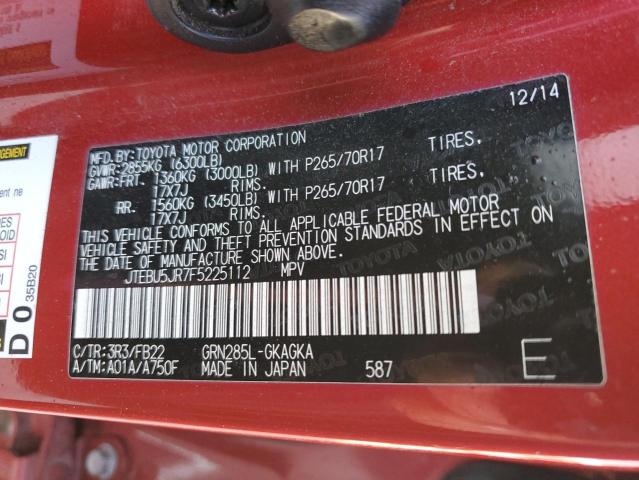 12/14
MFD.BY: TOYOTA MOTOR CORPORATION
GVWR: 2855KG (6300LB)
GAWR: FRT. 1360KG (3000LB) WITH P265/70R17 TIRES,
17X7J RIMS.
RR. 1560KG (3450LB) WITH P265/70R17 TIRES,
17X7J RIMS.
THIS VEHICLE CONFORMS TO ALL APPLICABLE FEDERAL MOTOR
VEHICLE SAFETY AND THEFT PREVENTION STANDARDS IN EFFECT ON
THE DATE OF MANUFACTURE SHOWN ABOVE.
JTEBU5JR7F5225112 MPV
C/TR: 3R3/FB22 GRN285L-GKAGKA
A/TM: A01A/A750F MADE IN JAPAN 587 E
D 0 35B20